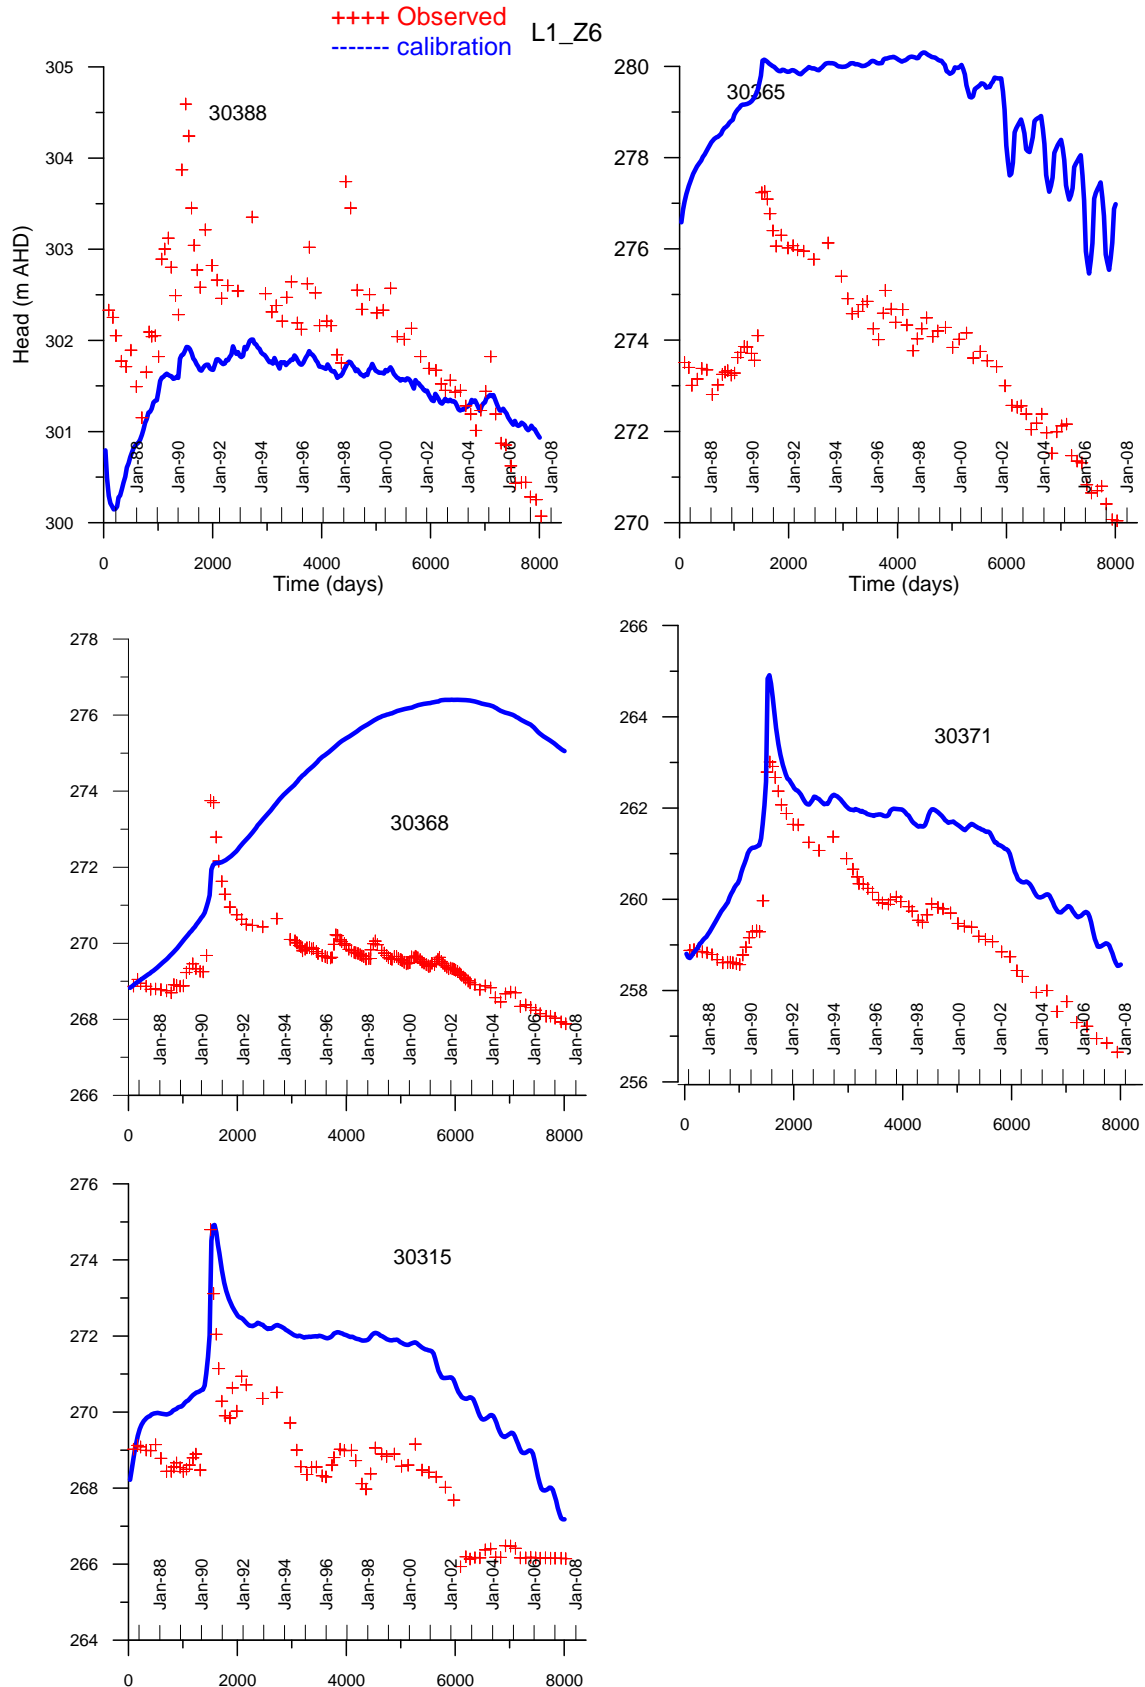 ++++ Observed
L1_Z6
------- calibration
305
304
303
302
301
300
Head (m AHD)
30388
Jan-88
Jan-90
Jan-92
Jan-94
Jan-96
Jan-98
Jan-00
Jan-02
Jan-04
Jan-00
Jan-08
0 2000 4000 6000 8000
Time (days)
280
278
276
274
272
270
30365
Jan-88
Jan-90
Jan-92
Jan-94
Jan-96
Jan-98
Jan-00
Jan-02
Jan-04
Jan-06
Jan-08
0 2000 4000 6000 8000
Time (days)
278
276
274
272
270
268
266
30368
Jan-88
Jan-90
Jan-92
Jan-94
Jan-96
Jan-98
Jan-00
Jan-02
Jan-04
Jan-06
Jan-08
0 2000 4000 6000 8000
266
264
262
260
258
256
30371
Jan-88
Jan-90
Jan-92
Jan-94
Jan-96
Jan-98
Jan-00
Jan-02
Jan-04
Jan-06
Jan-08
0 2000 4000 6000 8000
276
274
272
270
268
266
264
30315
Jan-88
Jan-90
Jan-92
Jan-94
Jan-96
Jan-98
Jan-00
Jan-02
Jan-04
Jan-06
Jan-08
0 2000 4000 6000 8000